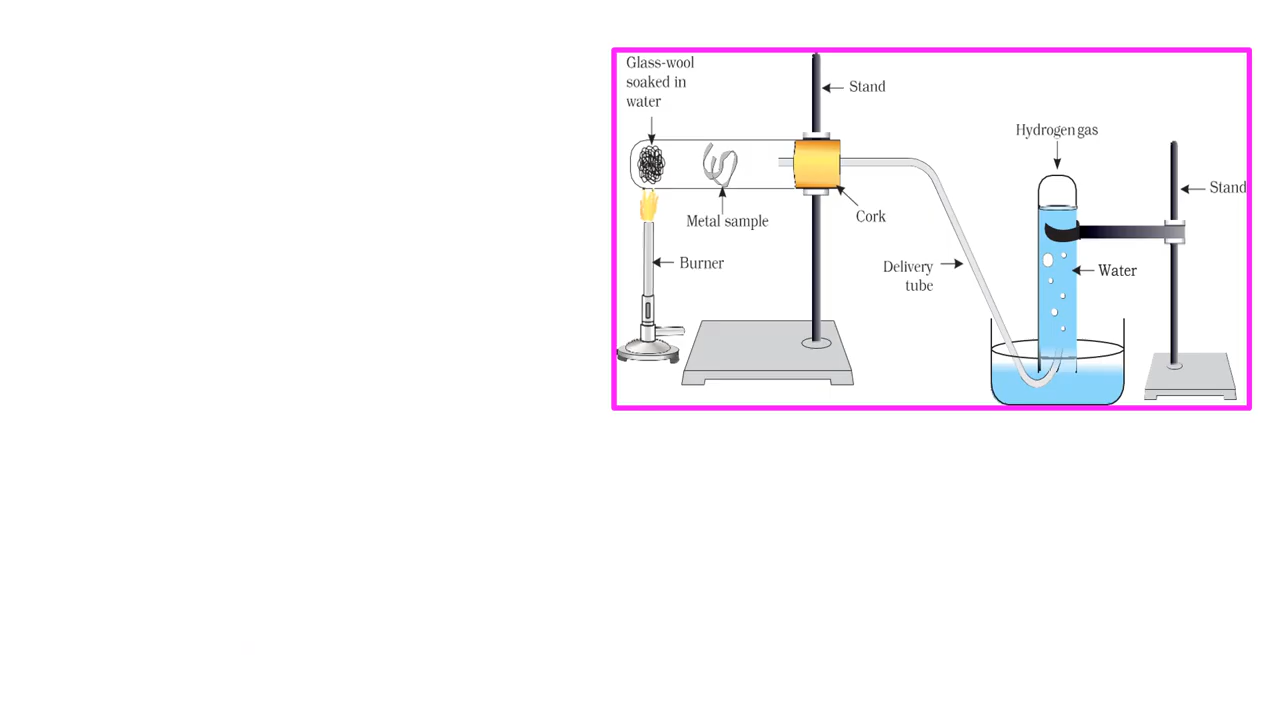 Glass-wool
soaked in
water
Stand
Hydrogen gas
Stand
Metal sample
Cork
Burner
Delivery
tube
Water